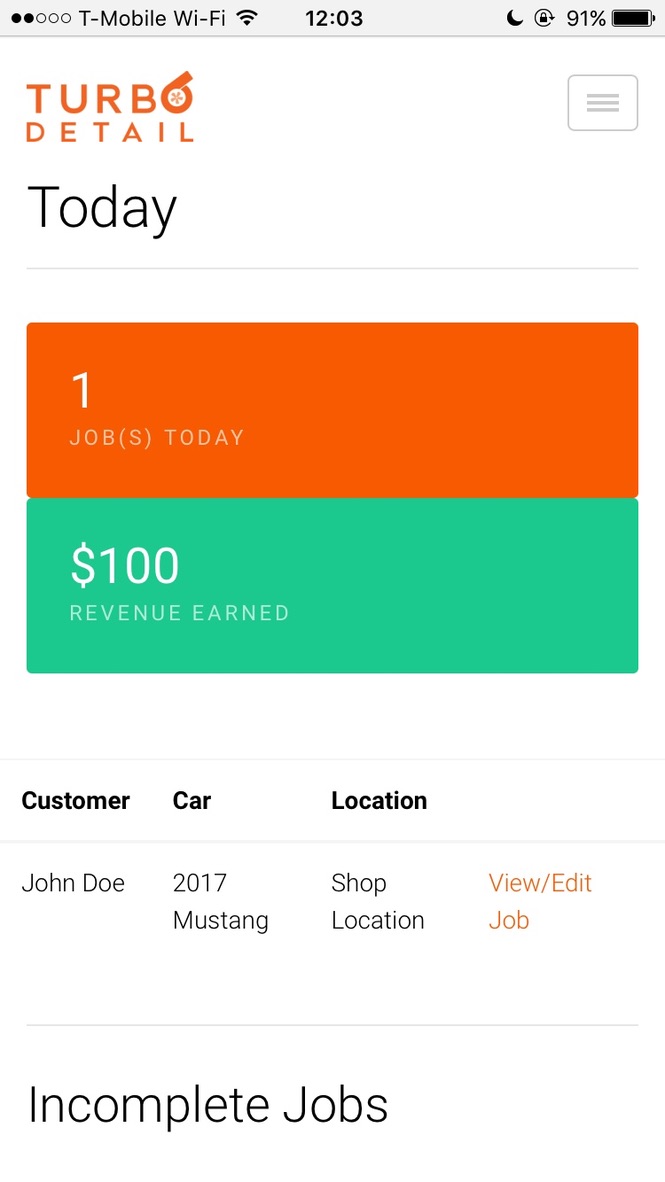 T-Mobile Wi-Fi 12:03 91%
TURBO
DETAIL
Today
1
JOB(S) TODAY
$100
REVENUE EARNED
Customer Car Location
John Doe 2017 Shop View/Edit
Mustang Location Job
Incomplete Jobs